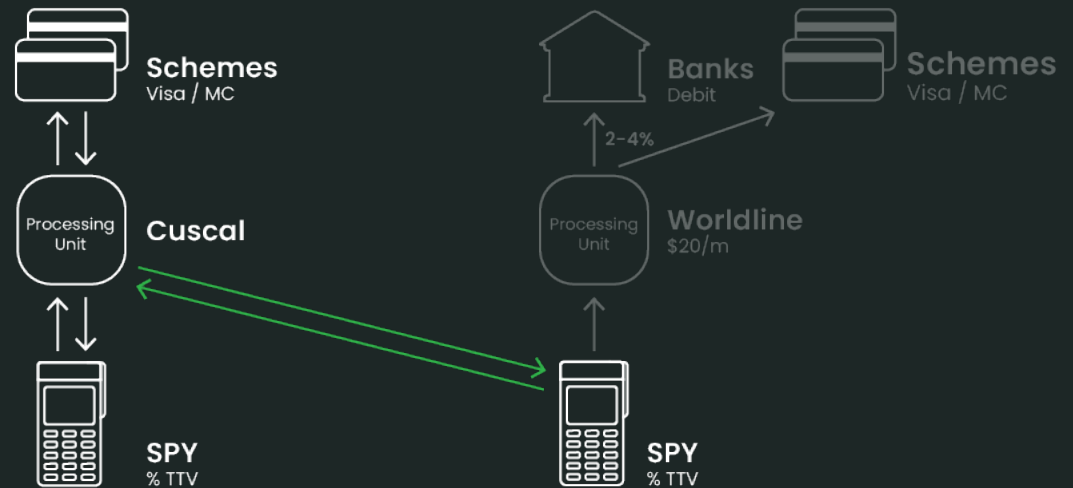 Schemes
Visa / MC
Banks
Debit
Schemes
Visa / MC
2-4%
Processing
Unit
Cuscal
Processing
Unit
Worldline
$20/m
SPY
% TTV
SPY
% TTV